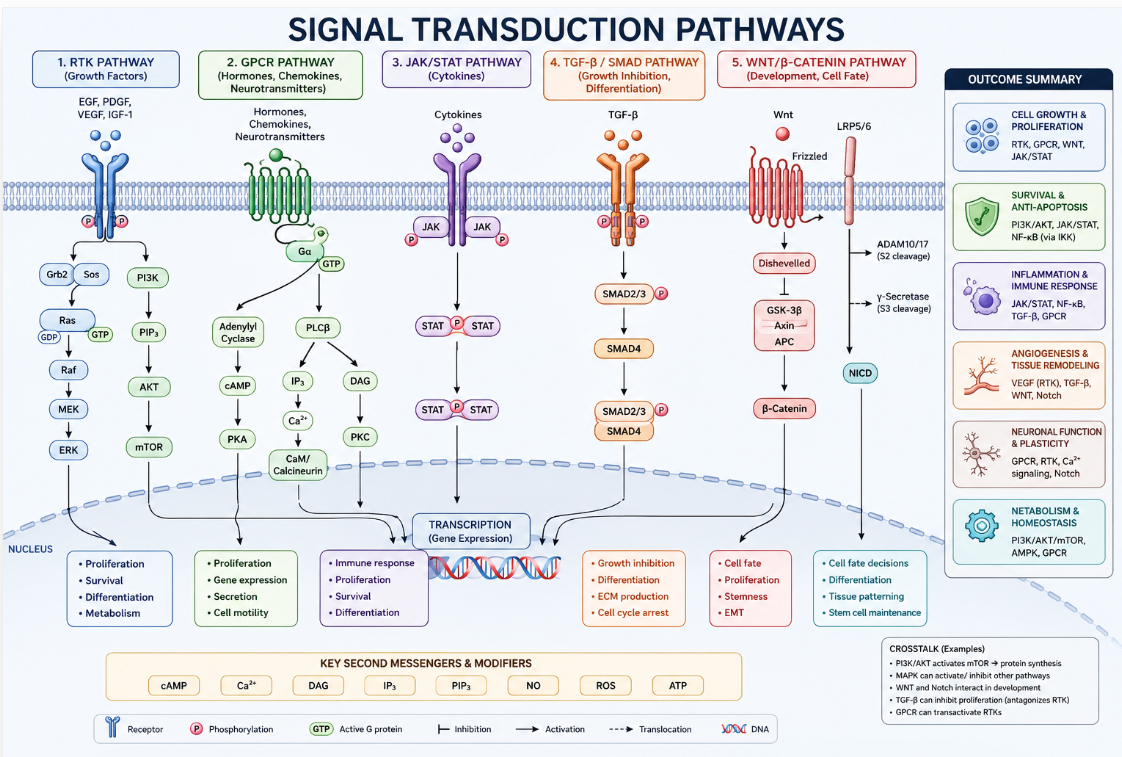 SIGNAL TRANSDUCTION PATHWAYS
1. RTK PATHWAY
(Growth Factors)
EGF, PDGF,
VEGF, IGF-1
P
P
Grb2
Sos
PI3K
Ras
GDP
GTP
PIP₃
Raf
AKT
MEK
ERK
mTOR
2. GPCR PATHWAY
(Hormones, Chemokines,
Neurotransmitters)
Hormones,
Chemokines,
Neurotransmitters
Gα
GTP
Adenylyl
Cyclase
PLCβ
cAMP
IP₃
DAG
Ca²⁺
PKA
PKC
CaM/
Calcineurin
3. JAK/STAT PATHWAY
(Cytokines)
Cytokines
JAK
JAK
P
P
STAT
P
STAT
STAT
P
STAT
4. TGF-β / SMAD PATHWAY
(Growth Inhibition,
Differentiation)
TGF-β
P
P
SMAD2/3
P
SMAD4
SMAD2/3
P
SMAD4
5. WNT/β-CATENIN PATHWAY
(Development, Cell Fate)
Wnt
LRP5/6
Frizzled
Dishevelled
ADAM10/17
(S2 cleavage)
GSK-3β
Axin
APC
γ-Secretase
(S3 cleavage)
NICD
β-Catenin
NUCLEUS
TRANSCRIPTION
(Gene Expression)
• Proliferation
• Survival
• Differentiation
• Metabolism
• Proliferation
• Gene expression
• Secretion
• Cell motility
• Immune response
• Proliferation
• Survival
• Differentiation
• Growth inhibition
• Differentiation
• ECM production
• Cell cycle arrest
• Cell fate
• Proliferation
• Stemness
• EMT
• Cell fate decisions
• Differentiation
• Tissue patterning
• Stem cell maintenance
OUTCOME SUMMARY
CELL GROWTH &
PROLIFERATION
RTK, GPCR, WNT,
JAK/STAT
SURVIVAL &
ANTI-APOPTOSIS
PI3K/AKT, JAK/STAT,
NF-κB (via IKK)
INFLAMMATION &
IMMUNE RESPONSE
JAK/STAT, NF-κB,
TGF-β, GPCR
ANGIOGENESIS &
TISSUE REMODELING
VEGF (RTK), TGF-β,
WNT, Notch
NEURONAL FUNCTION
& PLASTICITY
GPCR, RTK, Ca²⁺
signaling, Notch
METABOLISM &
HOMEOSTASIS
PI3K/AKT/mTOR,
AMPK, GPCR
CROSSTALK (Examples)
• PI3K/AKT activates mTOR → protein synthesis
• MAPK can activate/ inhibit other pathways
• WNT and Notch interact in development
• TGF-β can inhibit proliferation (antagonizes RTK)
• GPCR can transactivate RTKs
KEY SECOND MESSENGERS & MODIFIERS
cAMP
Ca²⁺
DAG
IP₃
PIP₃
NO
ROS
ATP
Receptor
P
Phosphorylation
GTP
Active G protein
Inhibition
Activation
Translocation
DNA